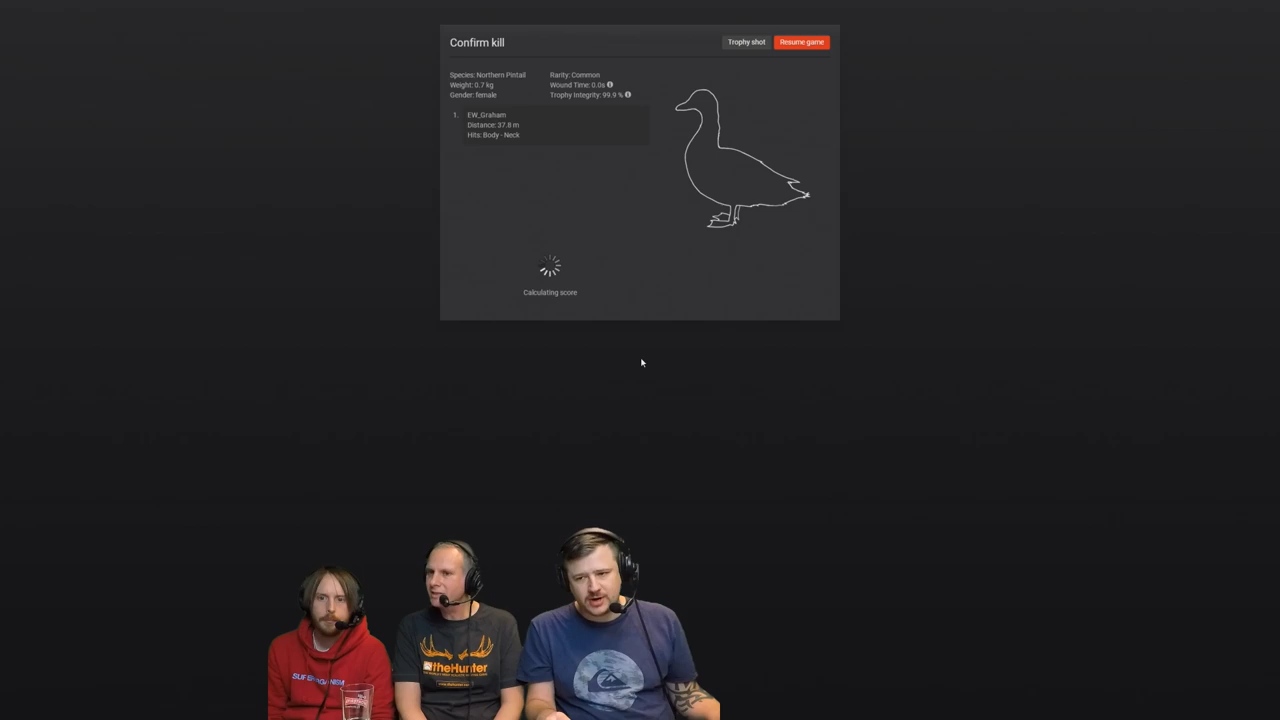 Confirm kill
Trophy shot
Resume game
Species: Northern Pintail
Rarity: Common
Weight: 0.7 kg
Wound Time: 0.0s
Gender: female
Trophy Integrity: 99.9 %
1. EW_Graham
Distance: 37.8 m
Hits: Body - Neck
Calculating score
theHunter